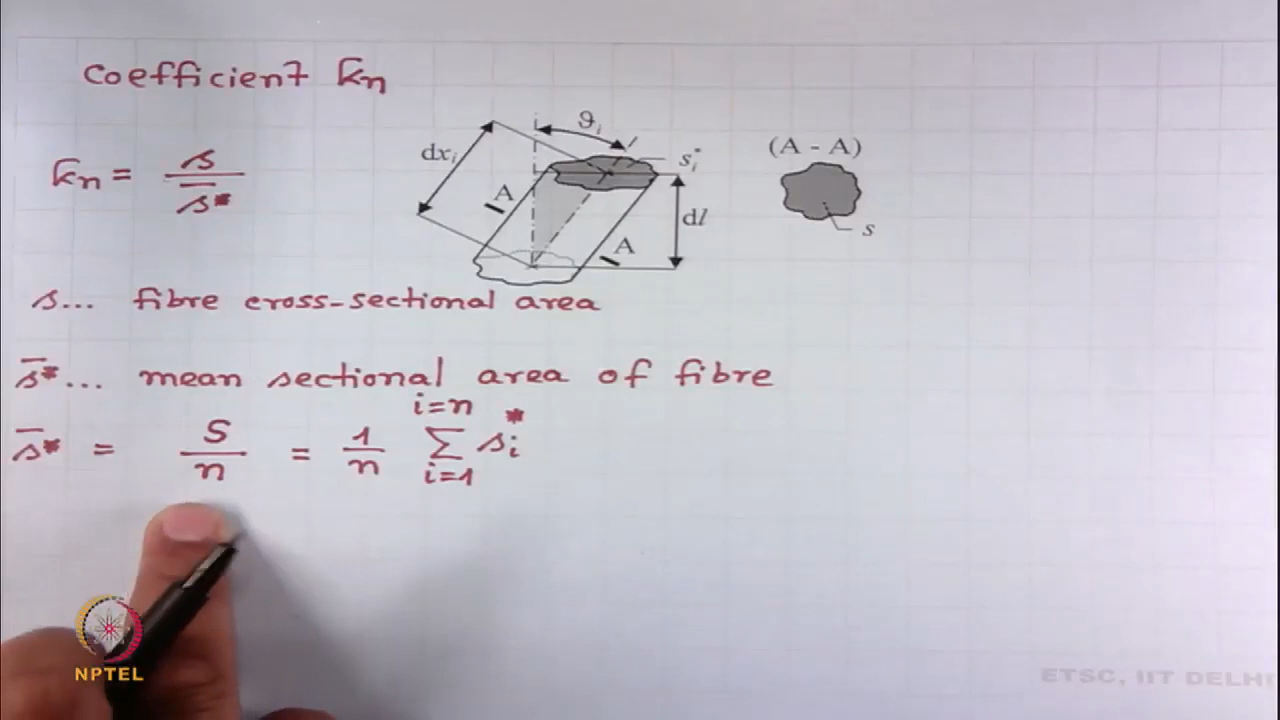 coefficient kn
kn = s / s̅*
dxᵢ
ϑᵢ
sᵢ*
A
A
dl
(A - A)
s
s... fibre cross-sectional area
s̅*... mean sectional area of fibre
s̅* = S / n = 1 / n Σ sᵢ*
i=n
i=1
NPTEL
ETSC, IIT DELHI